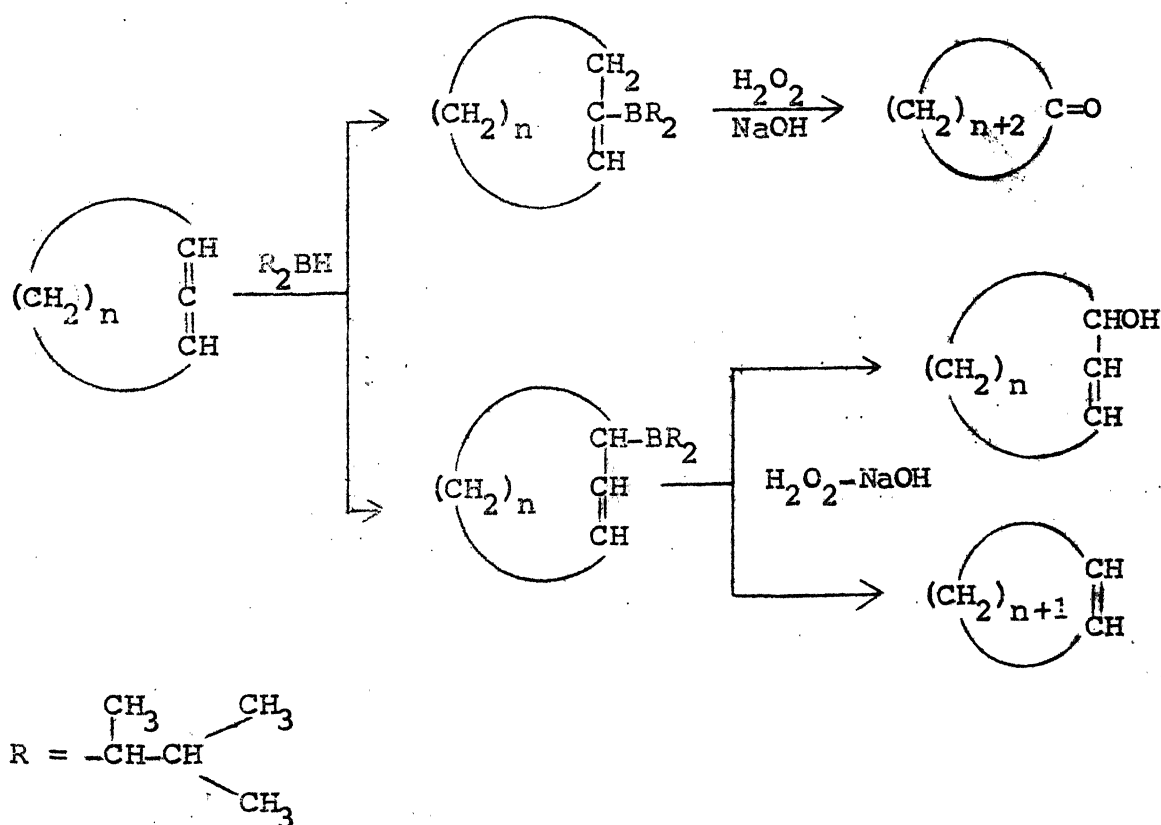 CH
(CH₂)ₙ C
CH
R₂BH
CH₂
(CH₂)ₙ C–BR₂
CH
H₂O₂
NaOH
(CH₂)ₙ₊₂ C=O
CH–BR₂
(CH₂)ₙ CH
CH
H₂O₂–NaOH
CHOH
(CH₂)ₙ CH
CH
CH
(CH₂)ₙ₊₁
CH
CH₃ CH₃
R = –CH–CH
CH₃